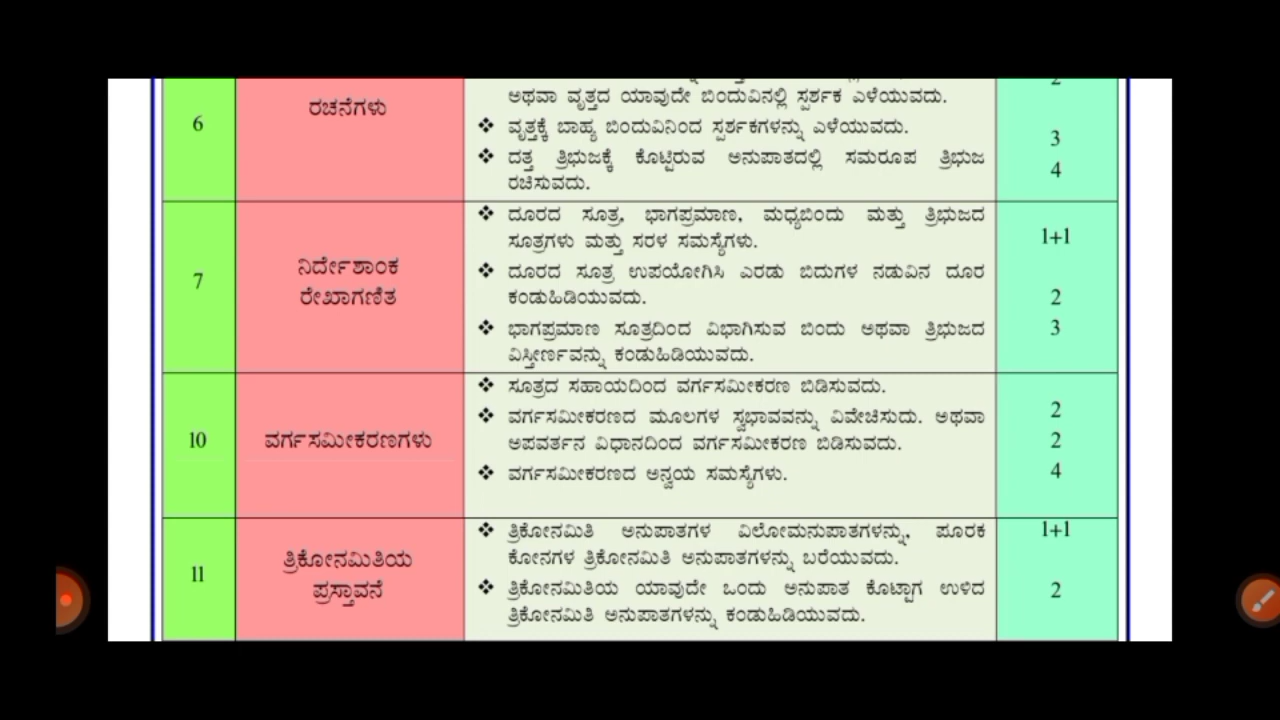 2
ಅಥವಾ ವೃತ್ತದ ಯಾವುದೇ ಬಿಂದುವಿನಲ್ಲಿ ಸ್ಪರ್ಶಕ ಎಳೆಯುವದು.
6
ರಚನೆಗಳು
❖ ವೃತ್ತಕ್ಕೆ ಬಾಹ್ಯ ಬಿಂದುವಿನಿಂದ ಸ್ಪರ್ಶಕಗಳನ್ನು ಎಳೆಯುವದು.
3
❖ ದತ್ತ ತ್ರಿಭುಜಕ್ಕೆ ಕೊಟ್ಟಿರುವ ಅನುಪಾತದಲ್ಲಿ ಸಮರೂಪ ತ್ರಿಭುಜ
ರಚಿಸುವದು.
4
7
ನಿರ್ದೇಶಾಂಕ
ರೇಖಾಗಣಿತ
❖ ದೂರದ ಸೂತ್ರ, ಭಾಗಪ್ರಮಾಣ, ಮಧ್ಯಬಿಂದು ಮತ್ತು ತ್ರಿಭುಜದ
ಸೂತ್ರಗಳು ಮತ್ತು ಸರಳ ಸಮಸ್ಯೆಗಳು.
1+1
❖ ದೂರದ ಸೂತ್ರ ಉಪಯೋಗಿಸಿ ಎರಡು ಬಿದುಗಳ ನಡುವಿನ ದೂರ
ಕಂಡುಹಿಡಿಯುವದು.
2
❖ ಭಾಗಪ್ರಮಾಣ ಸೂತ್ರದಿಂದ ವಿಭಾಗಿಸುವ ಬಿಂದು ಅಥವಾ ತ್ರಿಭುಜದ
ವಿಸ್ತೀರ್ಣವನ್ನು ಕಂಡುಹಿಡಿಯುವದು.
3
10
ವರ್ಗಸಮೀಕರಣಗಳು
❖ ಸೂತ್ರದ ಸಹಾಯದಿಂದ ವರ್ಗಸಮೀಕರಣ ಬಿಡಿಸುವದು.
2
❖ ವರ್ಗಸಮೀಕರಣದ ಮೂಲಗಳ ಸ್ವಭಾವವನ್ನು ವಿವೇಚಿಸುದು. ಅಥವಾ
ಅಪವರ್ತನ ವಿಧಾನದಿಂದ ವರ್ಗಸಮೀಕರಣ ಬಿಡಿಸುವದು.
2
❖ ವರ್ಗಸಮೀಕರಣದ ಅನ್ವಯ ಸಮಸ್ಯೆಗಳು.
4
11
ತ್ರಿಕೋನಮಿತಿಯ
ಪ್ರಸ್ತಾವನೆ
❖ ತ್ರಿಕೋನಮಿತಿ ಅನುಪಾತಗಳ ವಿಲೋಮನುಪಾತಗಳನ್ನು, ಪೂರಕ
ಕೋನಗಳ ತ್ರಿಕೋನಮಿತಿ ಅನುಪಾತಗಳನ್ನು ಬರೆಯುವದು.
1+1
❖ ತ್ರಿಕೋನಮಿತಿಯ ಯಾವುದೇ ಒಂದು ಅನುಪಾತ ಕೊಟ್ಟಾಗ ಉಳಿದ
ತ್ರಿಕೋನಮಿತಿ ಅನುಪಾತಗಳನ್ನು ಕಂಡುಹಿಡಿಯುವದು.
2